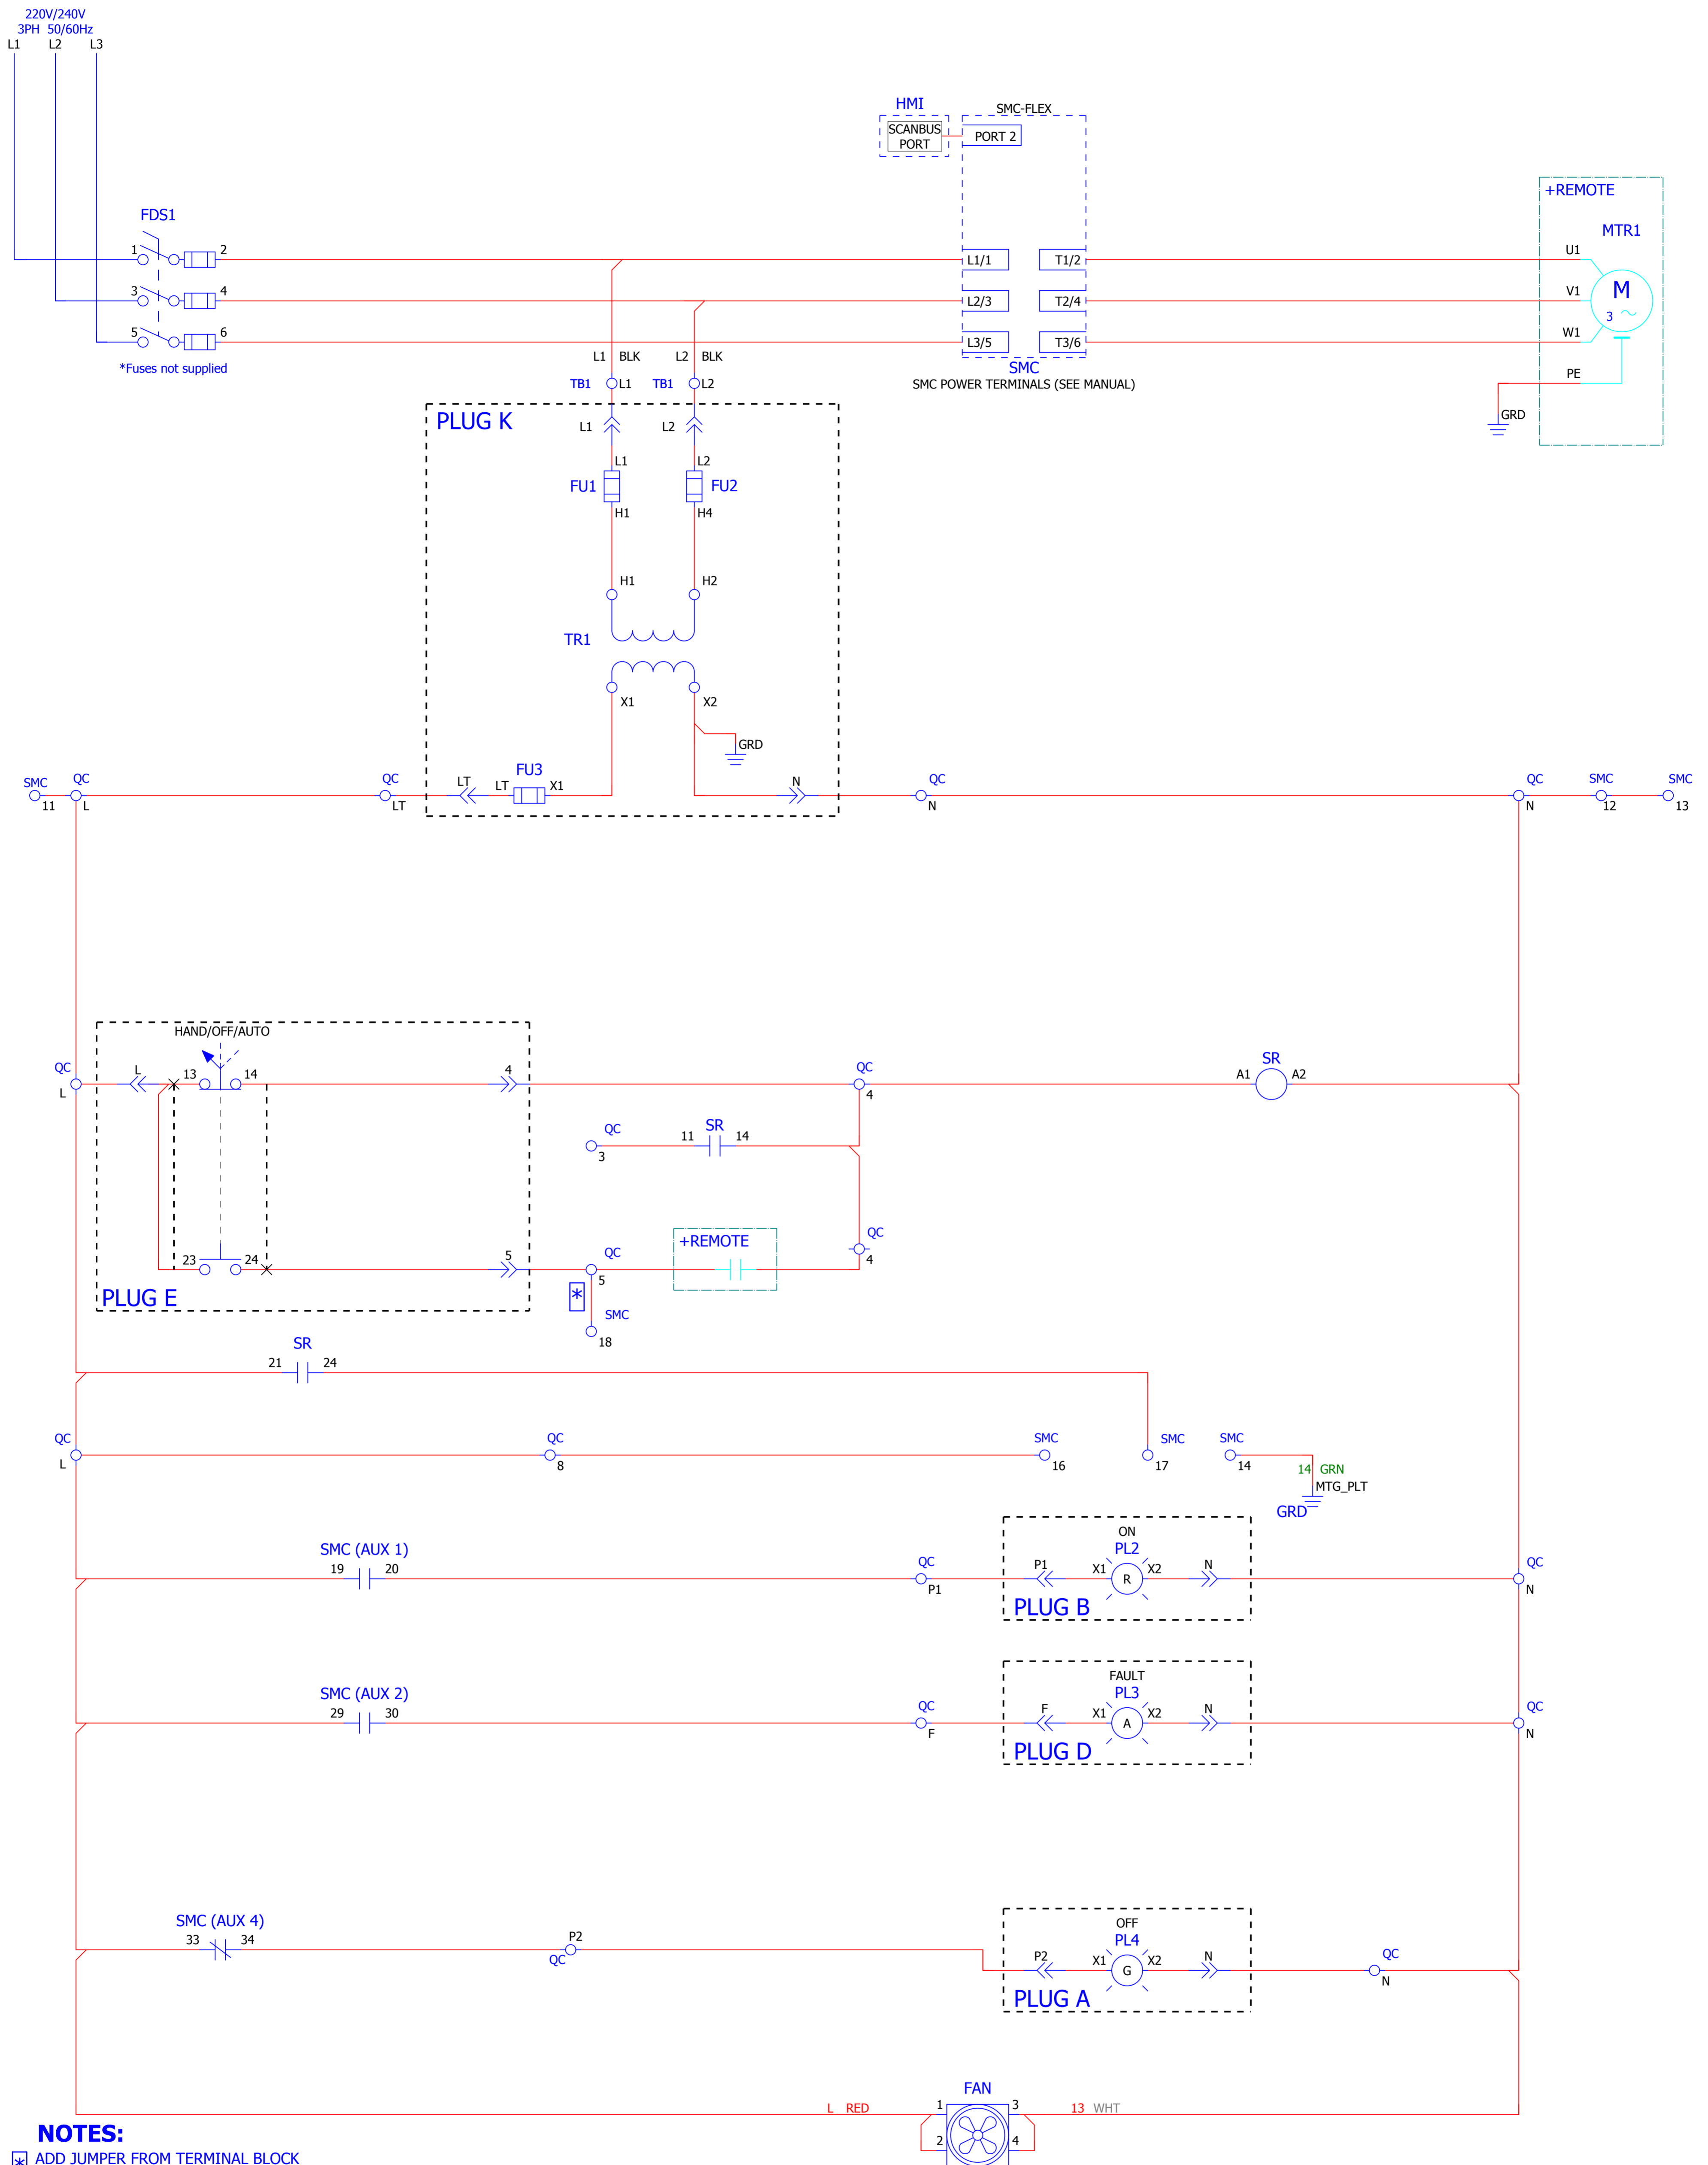 220V/240V
3PH 50/60Hz
L1 L2 L3
HMI
SMC-FLEX
SCANBUS
PORT
PORT 2
+REMOTE
MTR1
FDS1
1 2
L1/1 T1/2
U1
3 4
L2/3 T2/4
V1
M
3
5 6
L3/5 T3/6
W1
*Fuses not supplied
L1 BLK L2 BLK
SMC
SMC POWER TERMINALS (SEE MANUAL)
PE
GRD
TB1 L1 TB1 L2
PLUG K
L1 L2
L1 L2
FU1 FU2
H1 H4
H1 H2
TR1
X1 X2
GRD
SMC QC QC LT LT FU3 X1 N QC QC SMC SMC
11 L LT N N 12 13
HAND/OFF/AUTO
QC L 13 14 4 QC A1 SR A2
L 4
QC 11 SR 14
3
+REMOTE
QC
4
23 24 5 QC
5
PLUG E
*
SMC
18
SR
21 24
QC QC SMC SMC SMC
L 8 16 17 14
14 GRN
MTG_PLT
GRD
ON
SMC (AUX 1)
PL2
19 20 QC P1 X1 R X2 N QC
P1 N
PLUG B
FAULT
SMC (AUX 2)
PL3
29 30 QC F X1 A X2 N QC
F N
PLUG D
SMC (AUX 4)
OFF
33 34 P2
QC
PL4
P2 X1 G X2 N QC
N
PLUG A
FAN
L RED 1 3 13 WHT
2 4
NOTES:
* ADD JUMPER FROM TERMINAL BLOCK